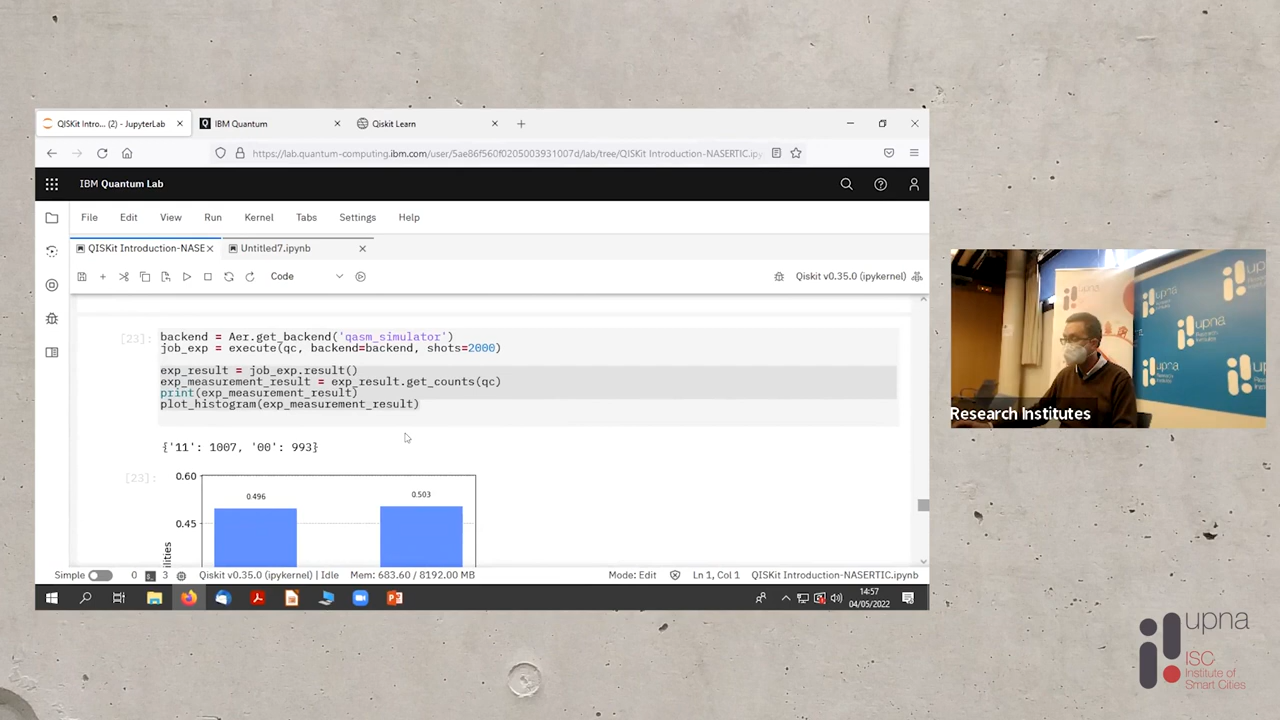 QISKit Intro... (2) - JupyterLab
IBM Quantum
Qiskit Learn
https://lab.quantum-computing.ibm.com/user/5ae86f560f0205003931007d/lab/tree/QISKit Introduction-NASERTIC.ipy
IBM Quantum Lab
File Edit View Run Kernel Tabs Settings Help
QISKit Introduction-NASE
Untitled7.ipynb
Code
Qiskit v0.35.0 (ipykernel)
[23]:
backend = Aer.get_backend('qasm_simulator')
job_exp = execute(qc, backend=backend, shots=2000)
exp_result = job_exp.result()
exp_measurement_result = exp_result.get_counts(qc)
print(exp_measurement_result)
plot_histogram(exp_measurement_result)
{'11': 1007, '00': 993}
[23]:
0.60
0.496
0.503
0.45
ilities
Simple 0 3 Qiskit v0.35.0 (ipykernel) | Idle Mem: 683.60 / 8192.00 MB Mode: Edit Ln 1, Col 1 QISKit Introduction-NASERTIC.ipynb
14:57
04/05/2022
upna
upna
upna
upna
Research Institutes
upna
ISC
Institute of
Smart Cities